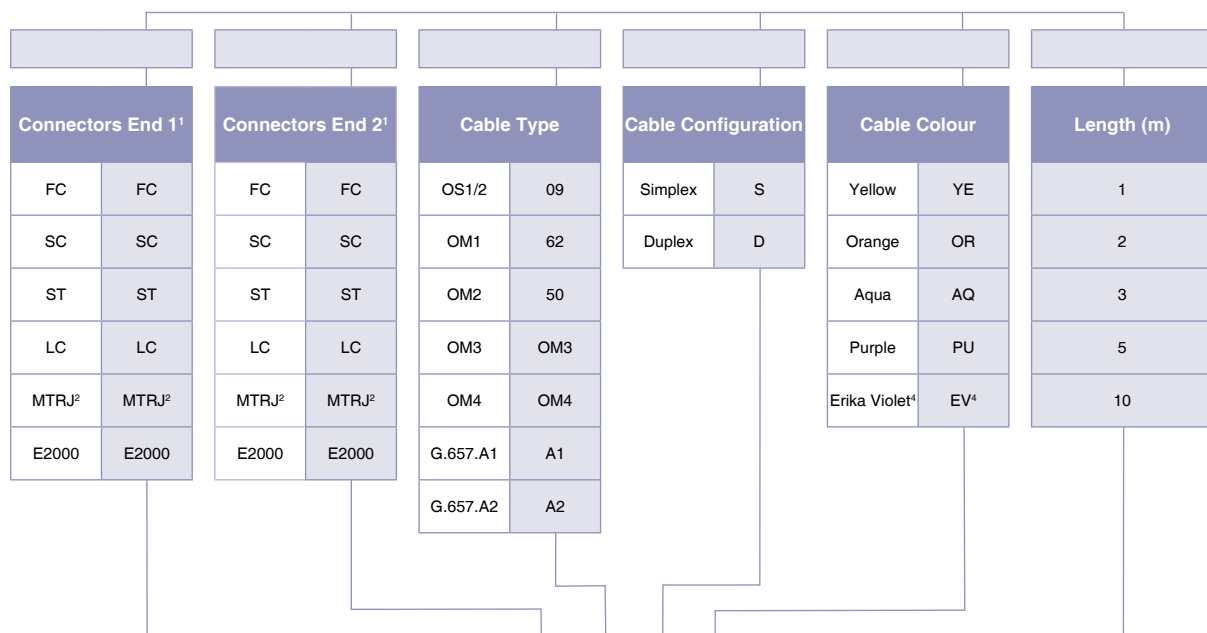 Connectors End 1¹ Connectors End 2¹ Cable Type Cable Configuration Cable Colour Length (m)
FC FC FC FC OS1/2 09 Simplex S Yellow YE 1
SC SC SC SC OM1 62 Duplex D Orange OR 2
ST ST ST ST OM2 50 Aqua AQ 3
LC LC LC LC OM3 OM3 Purple PU 5
MTRJ² MTRJ² MTRJ² MTRJ² OM4 OM4 Erika Violet⁴ EV⁴ 10
E2000 E2000 E2000 E2000 G.657.A1 A1
G.657.A2 A2